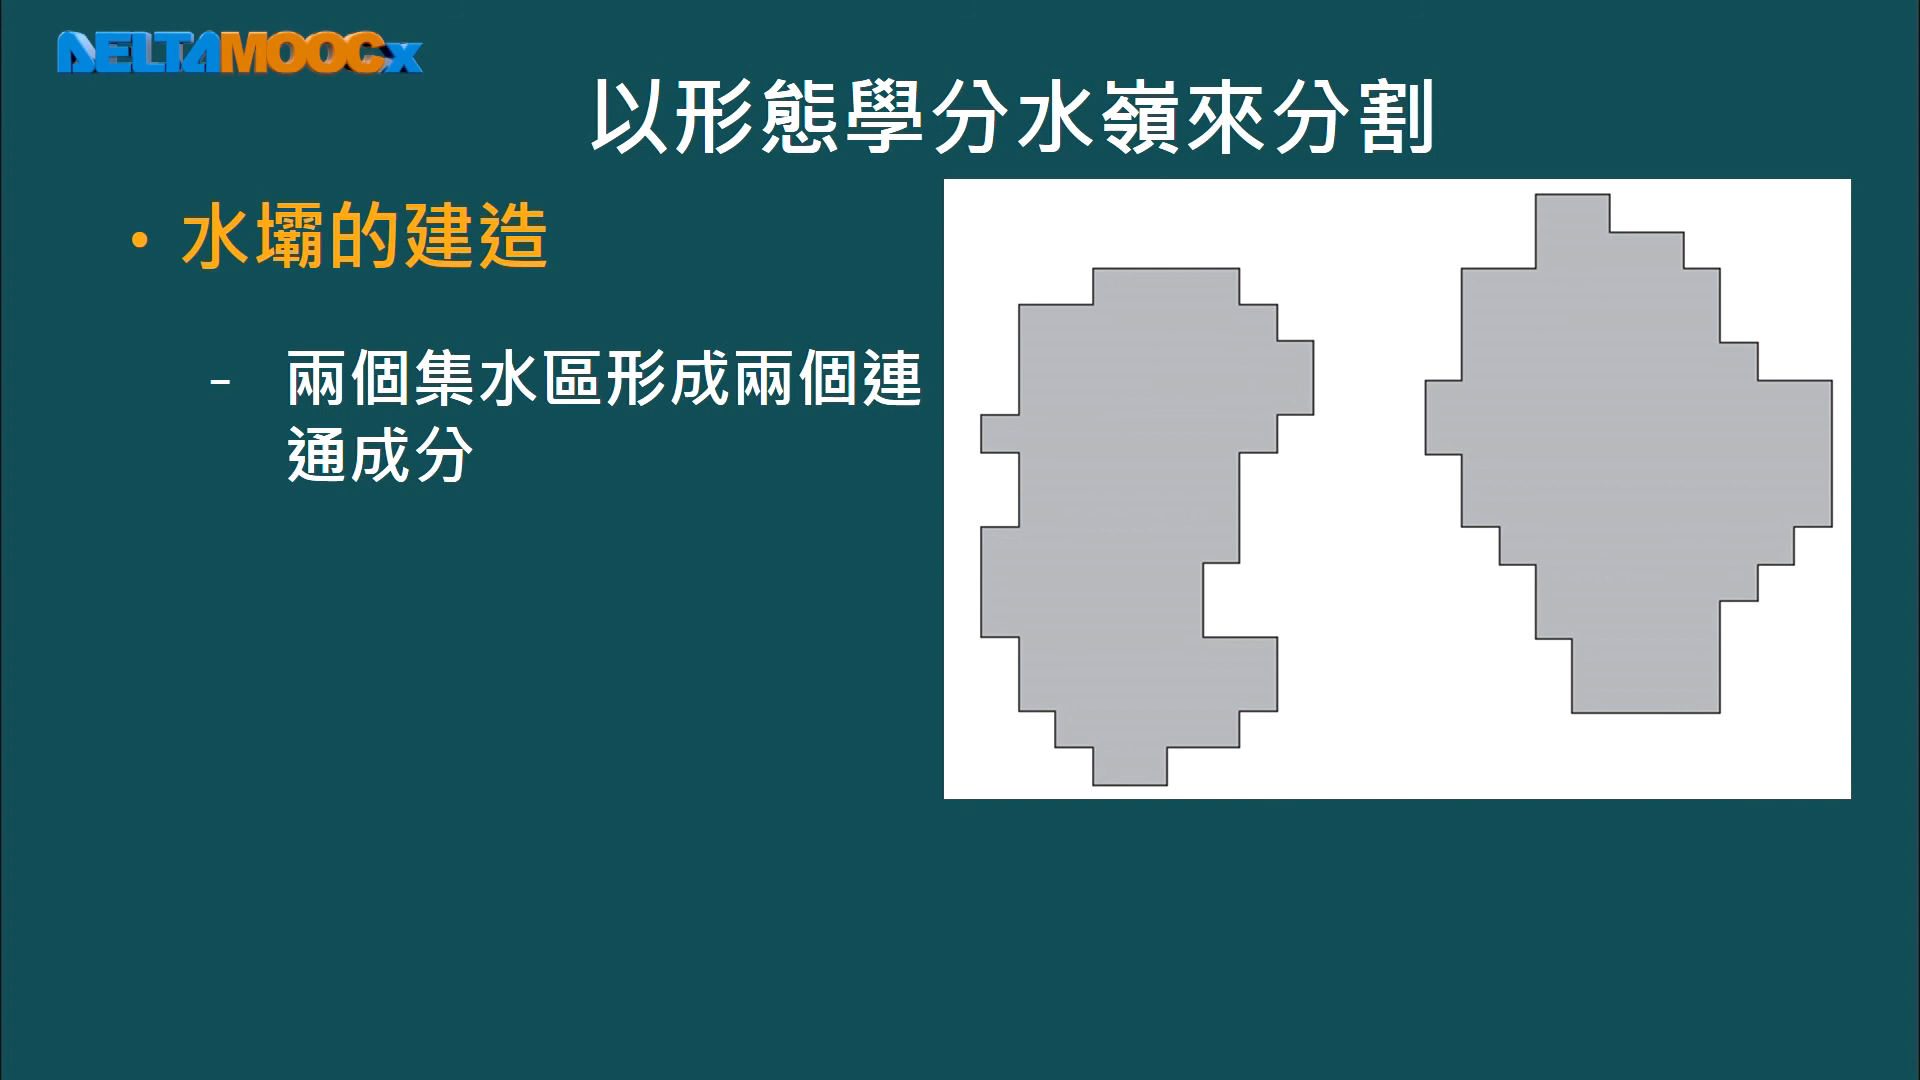 DELTAMOOCx
以形態學分水嶺來分割
• 水壩的建造
– 兩個集水區形成兩個連
通成分